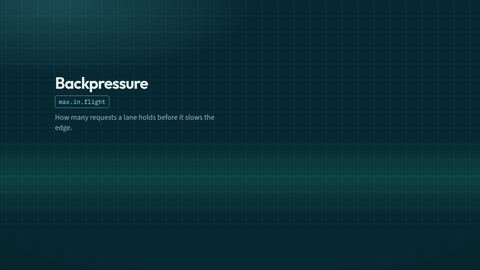 Backpressure
max.in.flight
How many requests a lane holds before it slows the
edge.